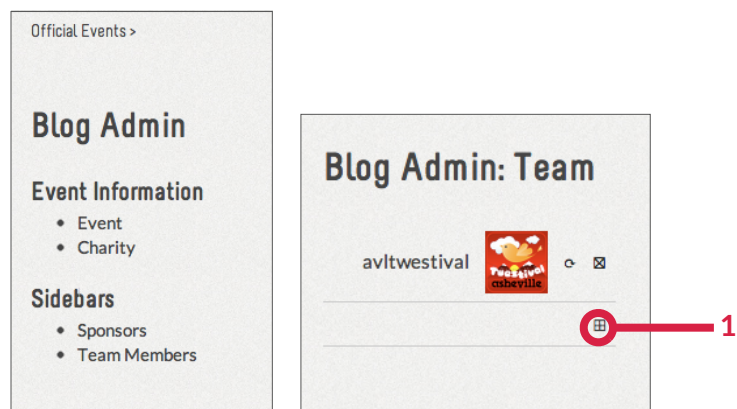 Official Events >
Blog Admin
Event Information
• Event
• Charity
Sidebars
• Sponsors
• Team Members
Blog Admin: Team
avltwestival
Twestival
asheville
1